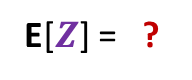 E[Z] = ?